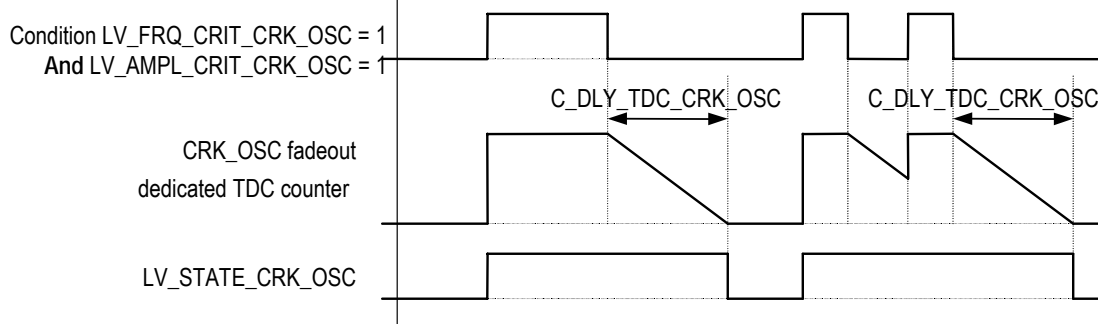 Condition LV_FRQ_CRIT_CRK_OSC = 1
And LV_AMPL_CRIT_CRK_OSC = 1
C_DLY_TDC_CRK_OSC
C_DLY_TDC_CRK_OSC
CRK_OSC fadeout
dedicated TDC counter
LV_STATE_CRK_OSC